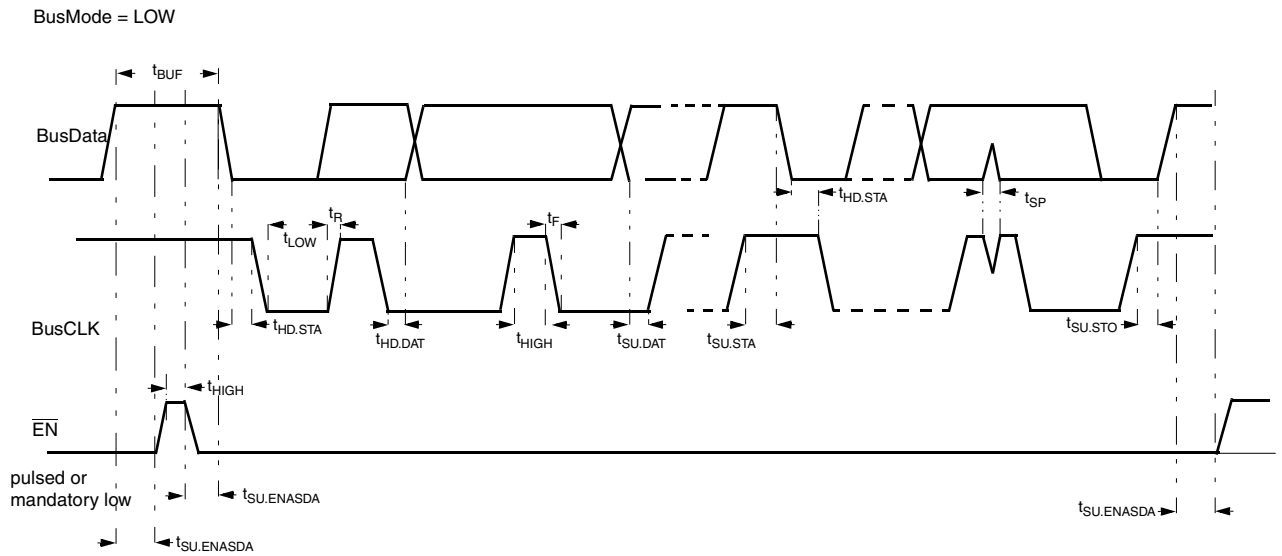 BusMode = LOW
tBUF
BusData
tHD.STA
tSP
tR
tF
tLOW
BusCLK
tHD.STA
tHD.DAT
tHIGH
tSU.DAT
tSU.STA
tSU.STO
tHIGH
EN
pulsed or
mandatory low
tSU.ENASDA
tSU.ENASDA
tSU.ENASDA